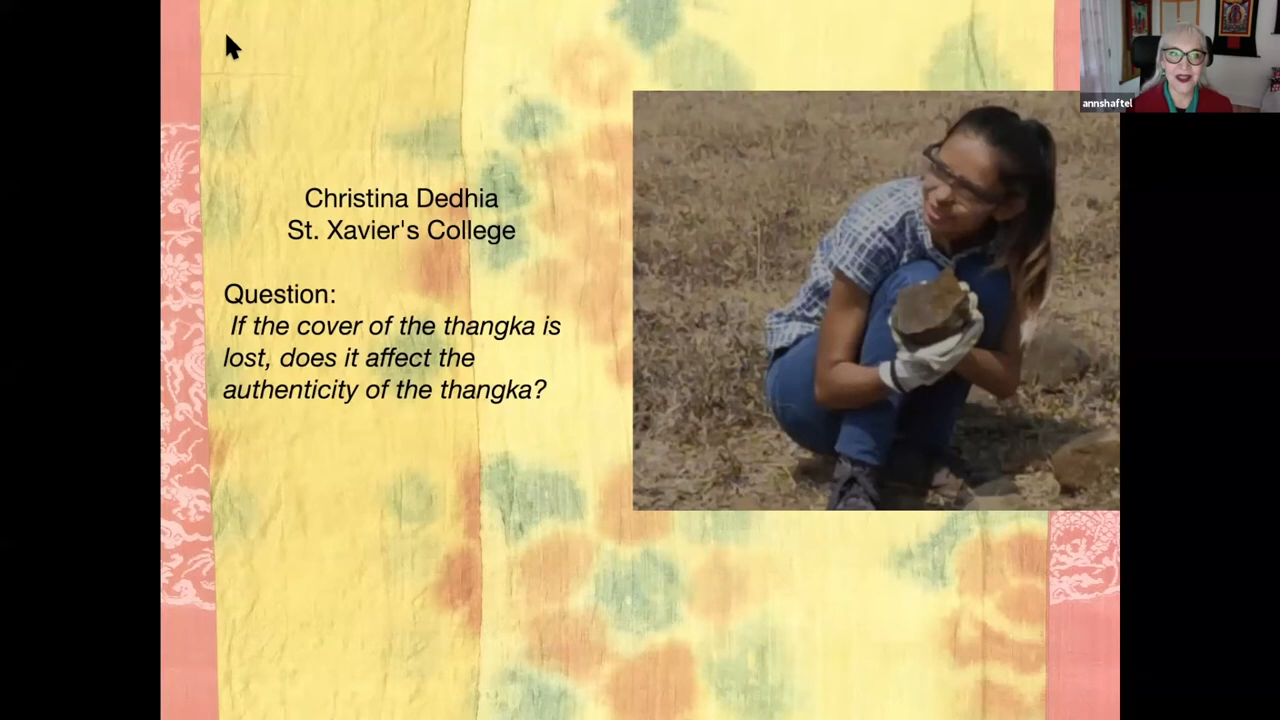 Christina Dedhia
St. Xavier's College
Question:
If the cover of the thangka is
lost, does it affect the
authenticity of the thangka?
annshaftel